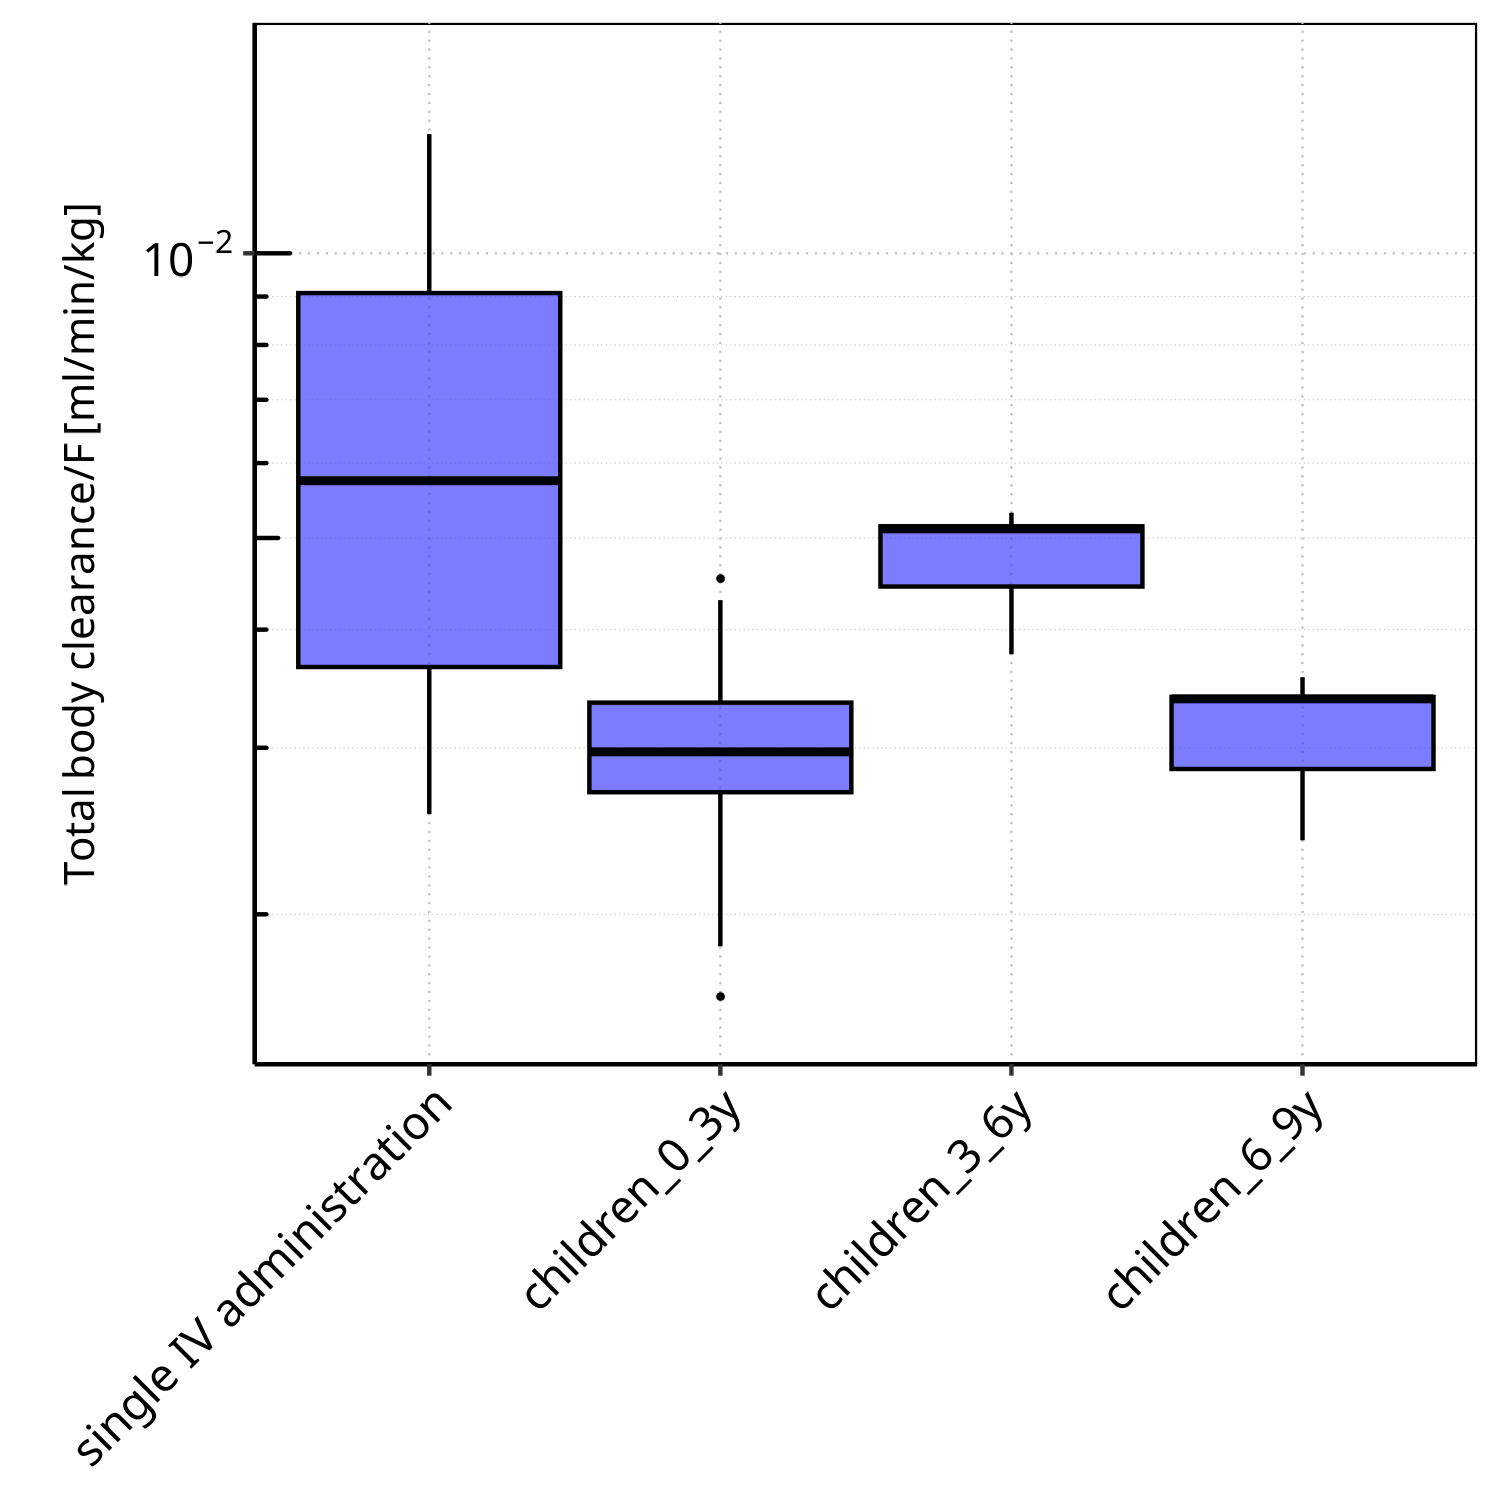 Total body clearance/F [ml/min/kg]
10⁻²
single IV administration
children_0_3y
children_3_6y
children_6_9y